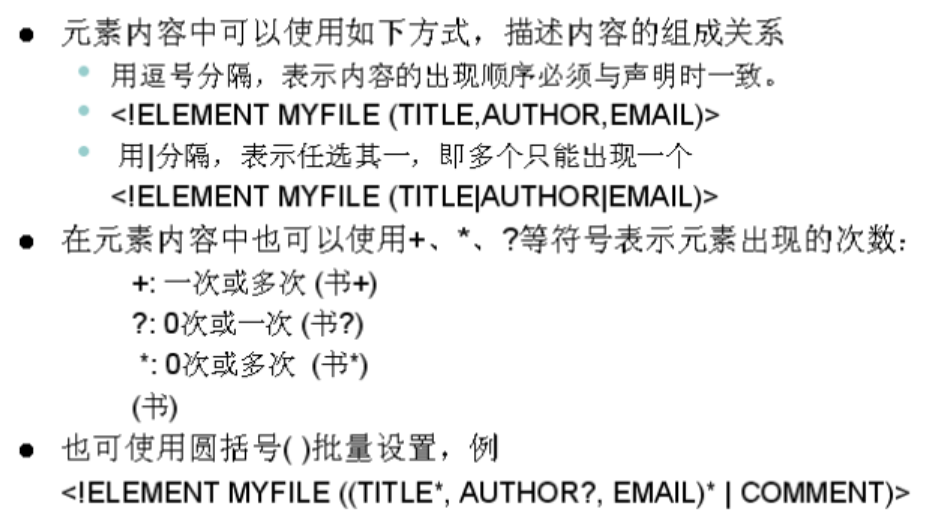 ● 元素内容中可以使用如下方式，描述内容的组成关系
• 用逗号分隔，表示内容的出现顺序必须与声明时一致。
• <!ELEMENT MYFILE (TITLE,AUTHOR,EMAIL)>
• 用|分隔，表示任选其一，即多个只能出现一个
<!ELEMENT MYFILE (TITLE|AUTHOR|EMAIL)>
● 在元素内容中也可以使用+、*、?等符号表示元素出现的次数：
+: 一次或多次 (书+)
?: 0次或一次 (书?)
*: 0次或多次 (书*)
(书)
● 也可使用圆括号( )批量设置，例
<!ELEMENT MYFILE ((TITLE*, AUTHOR?, EMAIL)* | COMMENT)>